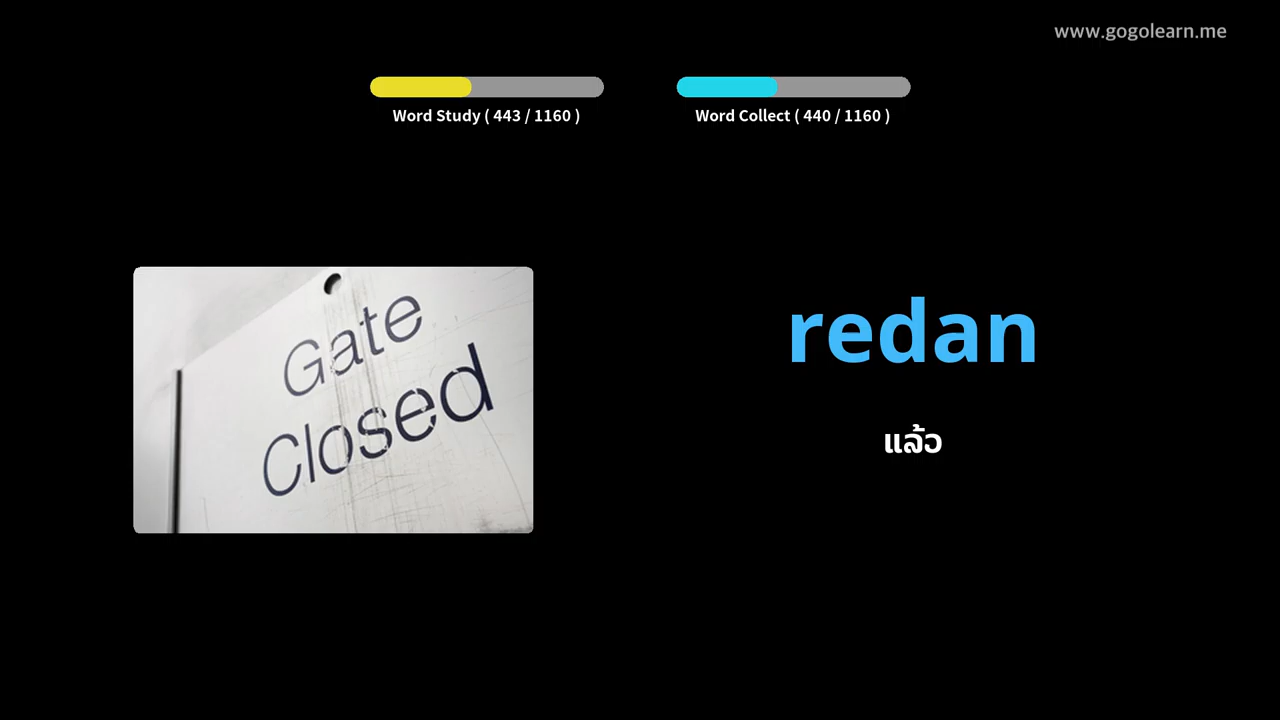 www.gogolearn.me
Word Study ( 443 / 1160 )
Word Collect ( 440 / 1160 )
Gate
Closed
redan
แล้ว